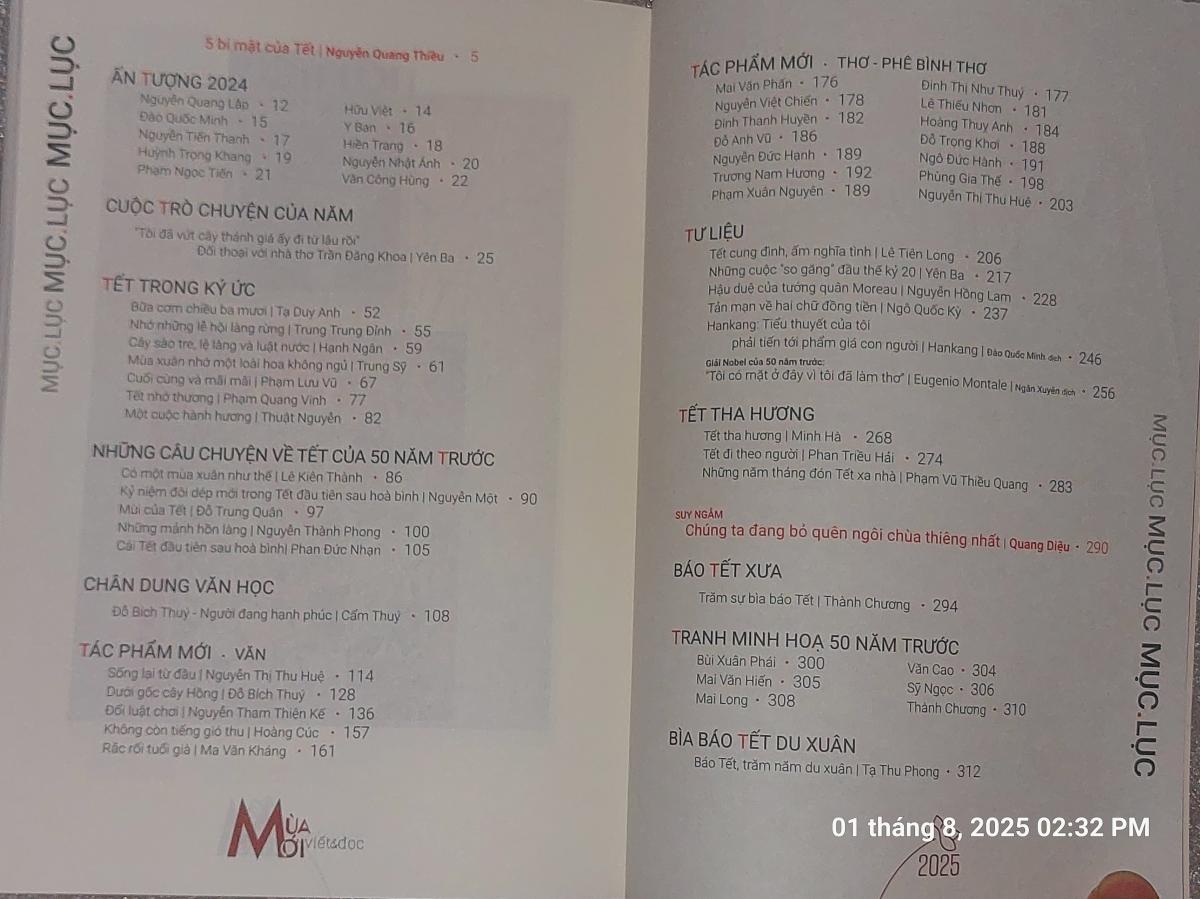 MỤC.LỤC MỤC.LỤC MỤC.LỤC
5 bí mật của Tết | Nguyễn Quang Thiều • 5
ẤN TƯỢNG 2024
Nguyễn Quang Lập • 12
Đào Quốc Minh • 15
Nguyễn Tiến Thanh • 17
Huỳnh Trọng Khang • 19
Phạm Ngọc Tiến • 21
Hữu Việt • 14
Y Ban • 16
Hiền Trang • 18
Nguyễn Nhật Ánh • 20
Văn Công Hùng • 22
CUỘC TRÒ CHUYỆN CỦA NĂM
"Tôi đã vứt cây thánh giá ấy đi từ lâu rồi"
Đối thoại với nhà thơ Trần Đăng Khoa | Yên Ba • 25
TẾT TRONG KÝ ỨC
Bữa cơm chiều ba mươi | Tạ Duy Anh • 52
Nhớ những lễ hội làng rừng | Trung Trung Đỉnh • 55
Cây sào tre, lệ làng và luật nước | Hạnh Ngân • 59
Mùa xuân nhớ một loài hoa không ngủ | Trung Sỹ • 61
Cuối cùng và mãi mãi | Phạm Lưu Vũ • 67
Tết nhớ thương | Phạm Quang Vinh • 77
Một cuộc hành hương | Thuật Nguyễn • 82
NHỮNG CÂU CHUYỆN VỀ TẾT CỦA 50 NĂM TRƯỚC
Có một mùa xuân như thế | Lê Kiên Thành • 86
Kỷ niệm đôi dép mới trong Tết đầu tiên sau hoà bình | Nguyễn Một • 90
Mùi của Tết | Đỗ Trung Quân • 97
Những mảnh hồn làng | Nguyễn Thành Phong • 100
Cái Tết đầu tiên sau hoà bình| Phan Đức Nhạn • 105
CHÂN DUNG VĂN HỌC
Đỗ Bích Thuý - Người đang hạnh phúc | Cẩm Thuý • 108
TÁC PHẨM MỚI . VĂN
Sống lại từ đầu | Nguyễn Thị Thu Huệ • 114
Dưới gốc cây Hồng | Đỗ Bích Thuý • 128
Đổi luật chơi | Nguyễn Tham Thiện Kế • 136
Không còn tiếng gió thu | Hoàng Cúc • 157
Rắc rối tuổi già | Ma Văn Kháng • 161
MÙA MỚI viết&đọc
TÁC PHẨM MỚI . THƠ - PHÊ BÌNH THƠ
Mai Văn Phấn • 176
Nguyễn Việt Chiến • 178
Đinh Thanh Huyền • 182
Đỗ Anh Vũ • 186
Nguyễn Đức Hạnh • 189
Trương Nam Hương • 192
Phạm Xuân Nguyên • 189
Đinh Thị Như Thuý • 177
Lê Thiếu Nhơn • 181
Hoàng Thuỵ Anh • 184
Đỗ Trọng Khơi • 188
Ngô Đức Hành • 191
Phùng Gia Thế • 198
Nguyễn Thị Thu Huệ • 203
TƯ LIỆU
Tết cung đình, ấm nghĩa tình | Lê Tiên Long • 206
Những cuộc "so găng" đầu thế kỷ 20 | Yên Ba • 217
Hậu duệ của tướng quân Moreau | Nguyễn Hồng Lam • 228
Tản mạn về hai chữ đồng tiền | Ngô Quốc Kỳ • 237
Hankang: Tiểu thuyết của tôi
phải tiến tới phẩm giá con người | Hankang | Đào Quốc Minh dịch • 246
Giải Nobel của 50 năm trước:
"Tôi có mặt ở đây vì tôi đã làm thơ" | Eugenio Montale | Ngân Xuyên dịch • 256
TẾT THA HƯƠNG
Tết tha hương | Minh Hà • 268
Tết đi theo người | Phan Triều Hải • 274
Những năm tháng đón Tết xa nhà | Phạm Vũ Thiều Quang • 283
SUY NGẪM
Chúng ta đang bỏ quên ngôi chùa thiêng nhất | Quang Diệu • 290
BÁO TẾT XƯA
Trăm sự bìa báo Tết | Thành Chương • 294
TRANH MINH HOẠ 50 NĂM TRƯỚC
Bùi Xuân Phái • 300
Mai Văn Hiến • 305
Mai Long • 308
Văn Cao • 304
Sỹ Ngọc • 306
Thành Chương • 310
BÌA BÁO TẾT DU XUÂN
Báo Tết, trăm năm du xuân | Tạ Thu Phong • 312
MỤC.LỤC MỤC.LỤC MỤC.LỤC
01 tháng 8, 2025 02:32 PM
2025